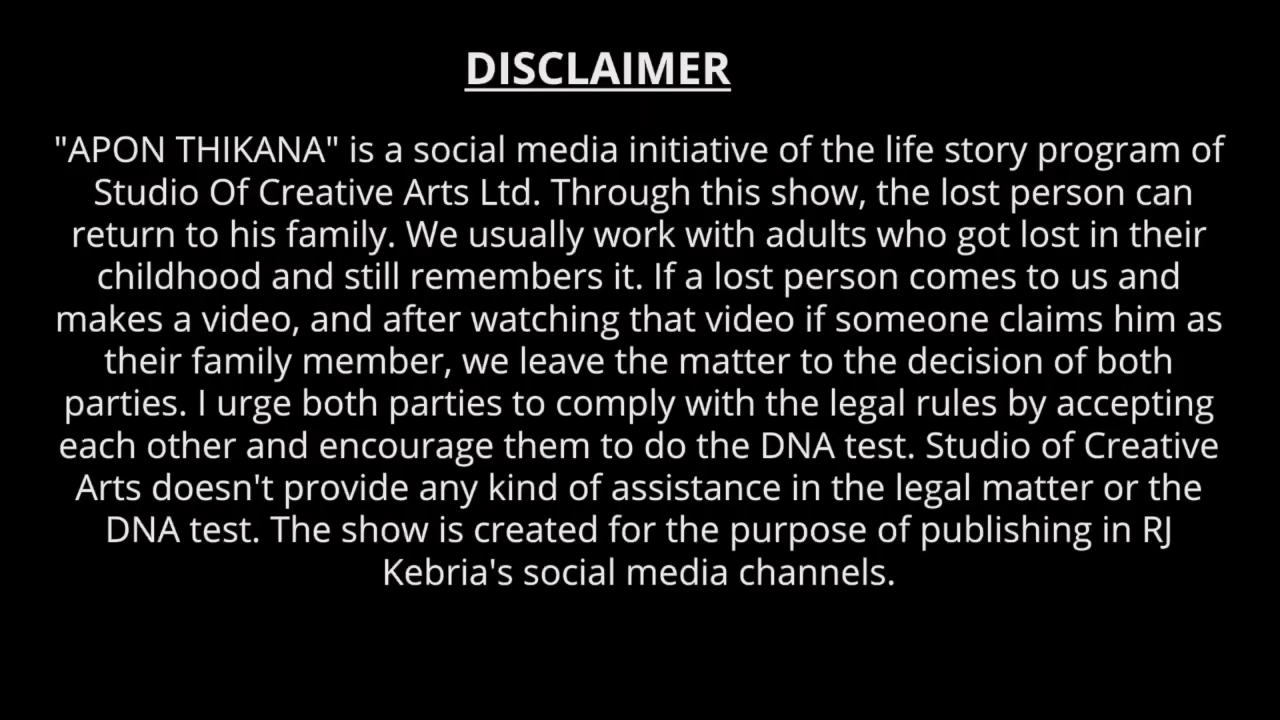 DISCLAIMER
"APON THIKANA" is a social media initiative of the life story program of
Studio Of Creative Arts Ltd. Through this show, the lost person can
return to his family. We usually work with adults who got lost in their
childhood and still remembers it. If a lost person comes to us and
makes a video, and after watching that video if someone claims him as
their family member, we leave the matter to the decision of both
parties. I urge both parties to comply with the legal rules by accepting
each other and encourage them to do the DNA test. Studio of Creative
Arts doesn't provide any kind of assistance in the legal matter or the
DNA test. The show is created for the purpose of publishing in RJ
Kebria's social media channels.